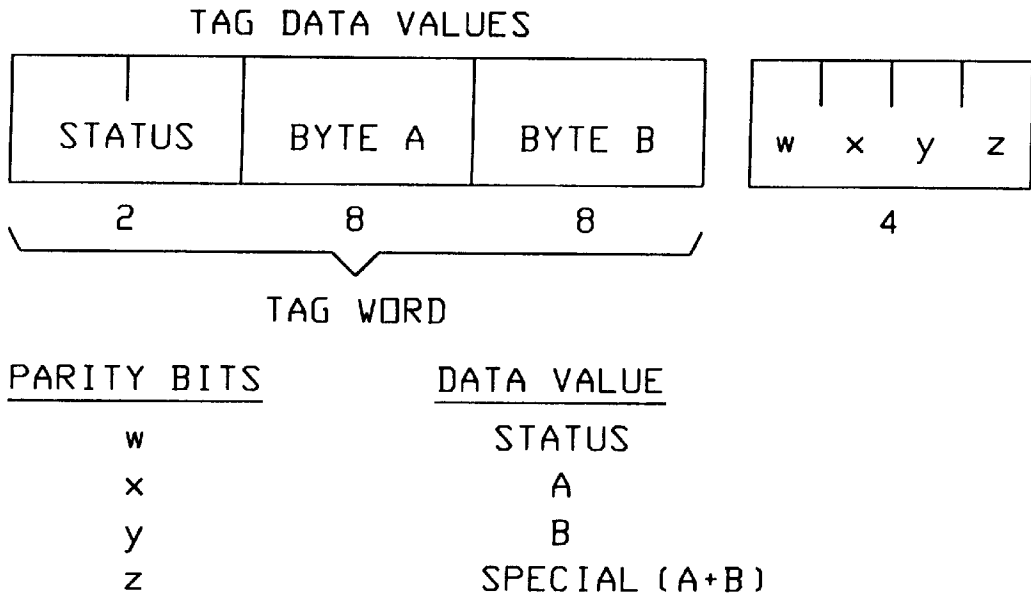 TAG DATA VALUES
STATUS BYTE A BYTE B w x y z
2 8 8 4
TAG WORD
PARITY BITS DATA VALUE
w STATUS
x A
y B
z SPECIAL (A+B)